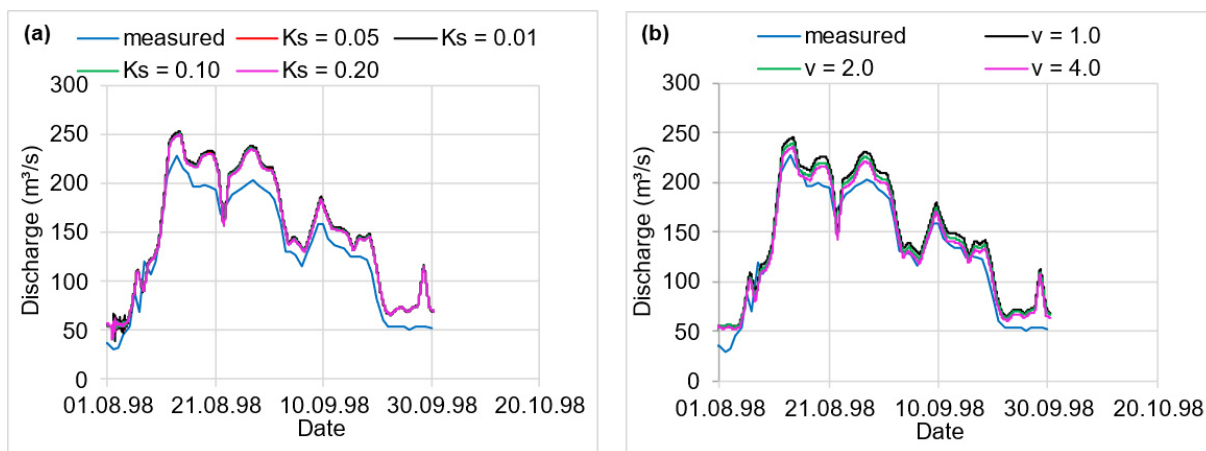 (a)
measured Ks = 0.05 Ks = 0.01
Ks = 0.10 Ks = 0.20
Discharge (m³/s)
300
250
200
150
100
50
0
01.08.98 21.08.98 10.09.98 30.09.98 20.10.98
Date
(b)
measured v = 1.0
v = 2.0 v = 4.0
Discharge (m³/s)
300
250
200
150
100
50
0
01.08.98 21.08.98 10.09.98 30.09.98 20.10.98
Date